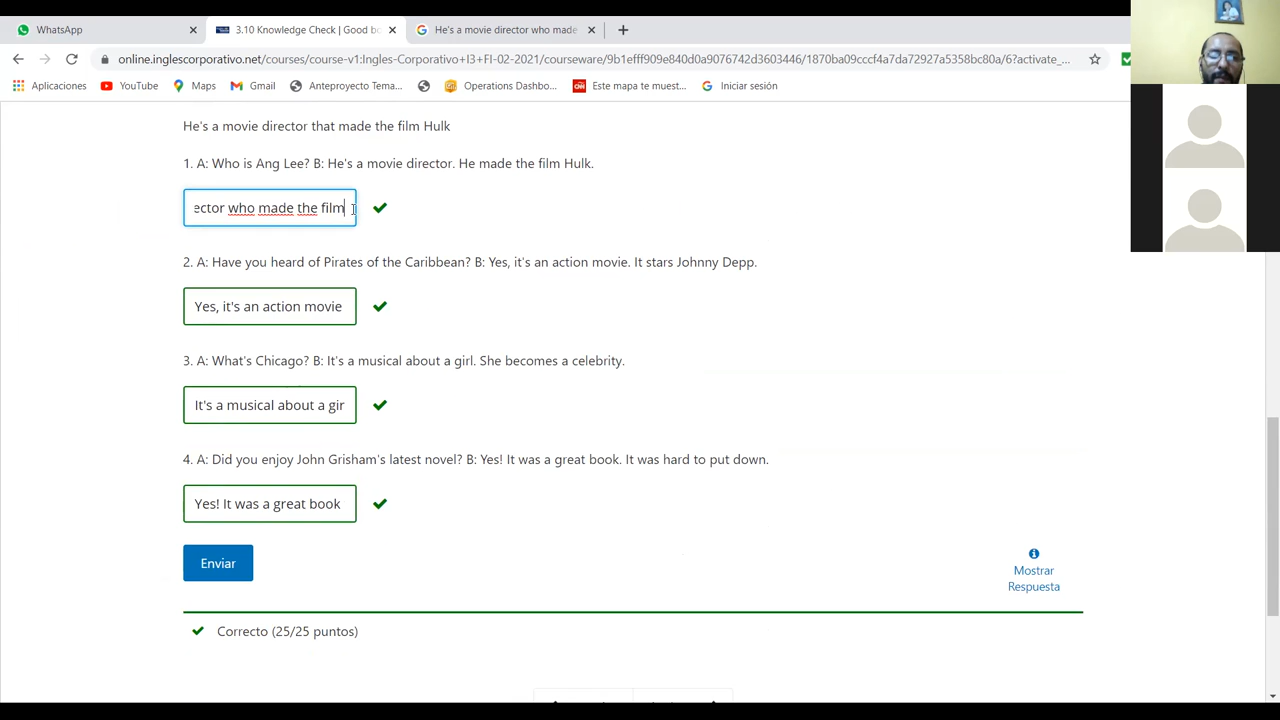 WhatsApp
3.10 Knowledge Check | Good bo
He's a movie director who made
online.inglescorporativo.net/courses/course-v1:Ingles-Corporativo+I3+FI-02-21/courseware/9b1efff909e840d0a9076742d3603446/1870ba09cccf4a7da72927a5358bc80a/6?activate_...
Aplicaciones YouTube Maps Gmail Anteproyecto Tema... Operations Dashbo... Este mapa te muest... Iniciar sesión
He's a movie director that made the film Hulk
1. A: Who is Ang Lee? B: He's a movie director. He made the film Hulk.
ector who made the film
2. A: Have you heard of Pirates of the Caribbean? B: Yes, it's an action movie. It stars Johnny Depp.
Yes, it's an action movie
3. A: What's Chicago? B: It's a musical about a girl. She becomes a celebrity.
It's a musical about a gir
4. A: Did you enjoy John Grisham's latest novel? B: Yes! It was a great book. It was hard to put down.
Yes! It was a great book
Enviar
Mostrar
Respuesta
Correcto (25/25 puntos)